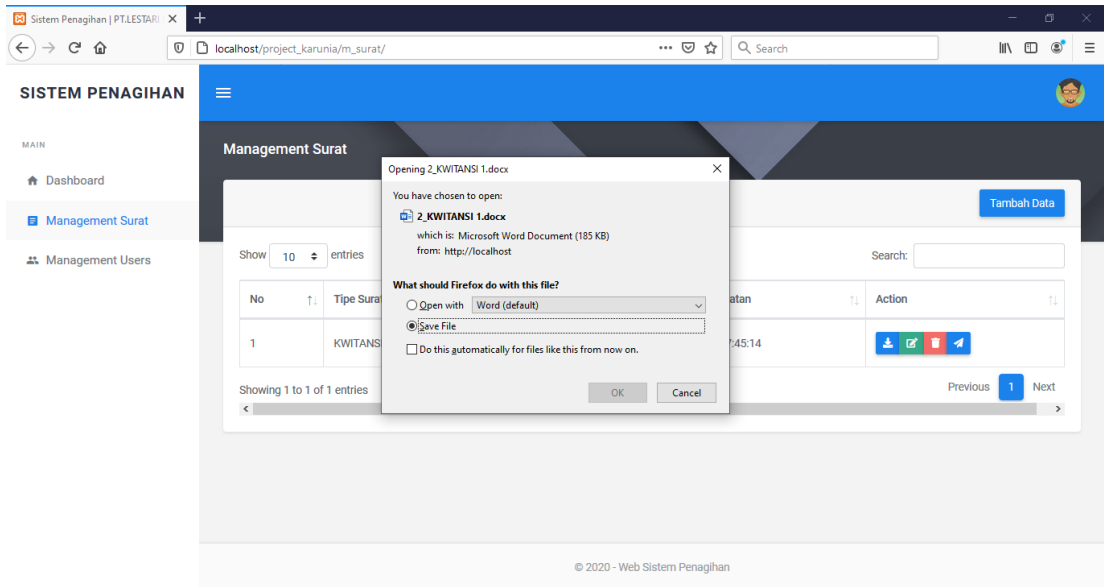 Sistem Penagihan | PT.LESTARI
localhost/project_karunia/m_surat/
Search
SISTEM PENAGIHAN
MAIN
Dashboard
Management Surat
Management Users
Management Surat
Tambah Data
Show 10 entries
Search:
No Tipe Sura atan Action
1 KWITANS :45:14
Showing 1 to 1 of 1 entries
Previous 1 Next
Opening 2_KWITANSI 1.docx
You have chosen to open:
2_KWITANSI 1.docx
which is: Microsoft Word Document (185 KB)
from: http://localhost
What should Firefox do with this file?
Open with Word (default)
Save File
Do this automatically for files like this from now on.
OK Cancel
© 2020 - Web Sistem Penagihan